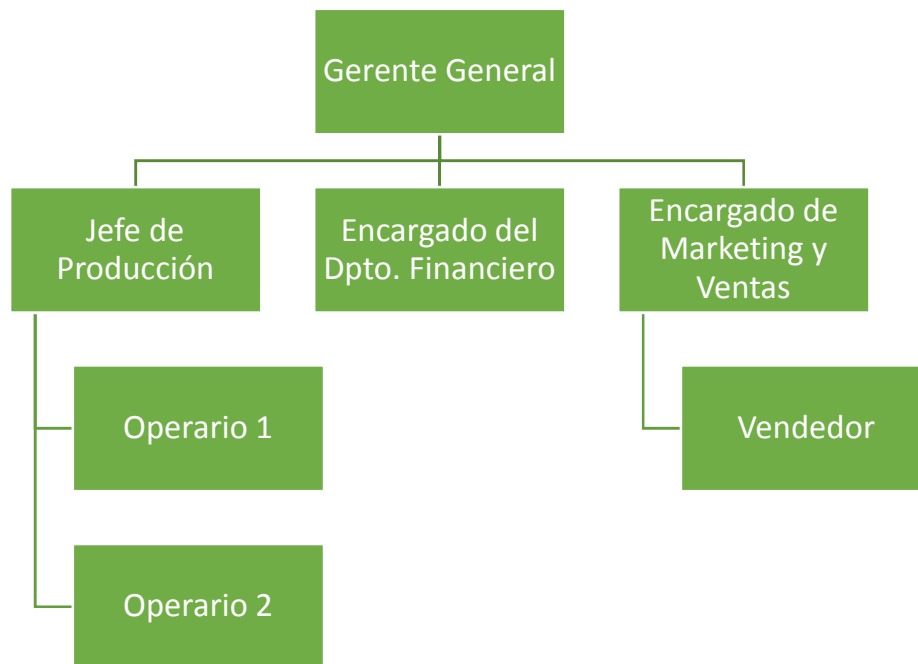 Gerente General
Jefe de
Producción
Encargado del
Dpto. Financiero
Encargado de
Marketing y
Ventas
Operario 1
Vendedor
Operario 2